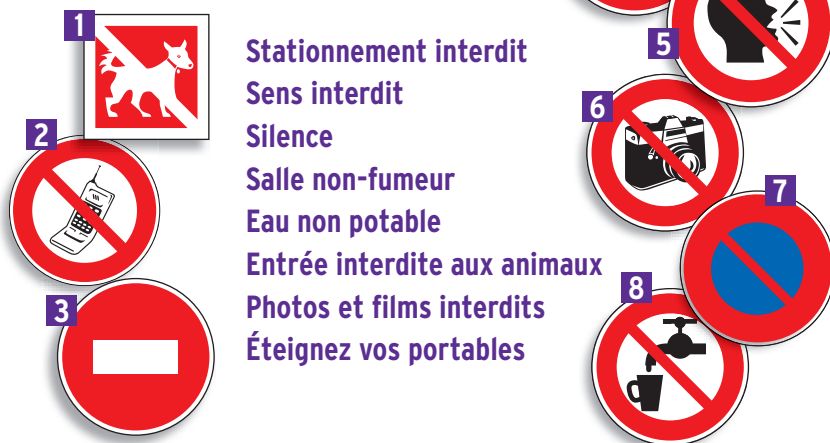 1
2
3
Stationnement interdit
Sens interdit
Silence
Salle non-fumeur
Eau non potable
Entrée interdite aux animaux
Photos et films interdits
Éteignez vos portables
5
6
7
8